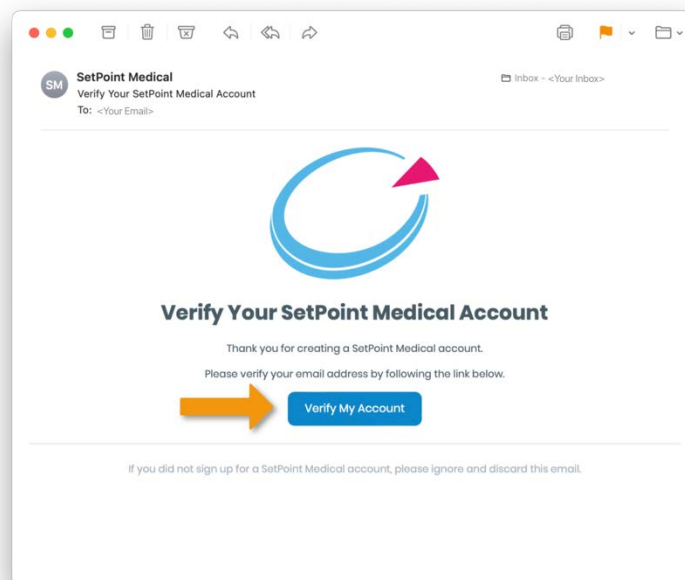 SM
SetPoint Medical
Inbox - <Your Inbox>
Verify Your SetPoint Medical Account
To: <Your Email>
Verify Your SetPoint Medical Account
Thank you for creating a SetPoint Medical account.
Please verify your email address by following the link below.
Verify My Account
If you did not sign up for a SetPoint Medical account, please ignore and discard this email.